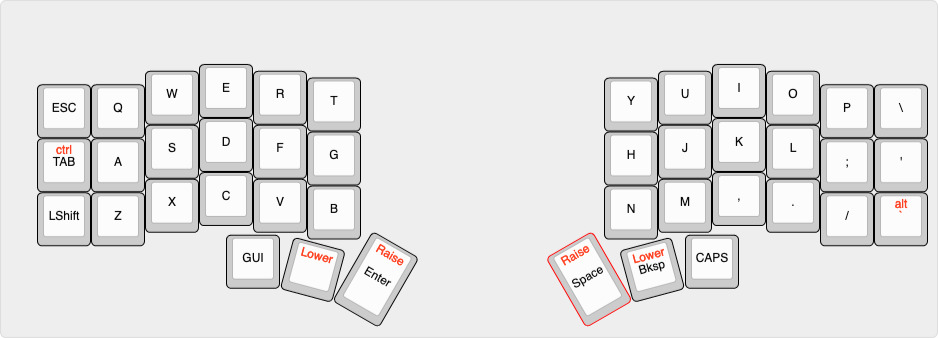 ESC
Q
W
E
R
T
Y
U
I
O
P
\
ctrl
TAB
A
S
D
F
G
H
J
K
L
;
'
LShift
Z
X
C
V
B
N
M
,
.
/
alt
`
GUI
Lower
Raise
Enter
Raise
Space
Lower
Bksp
CAPS